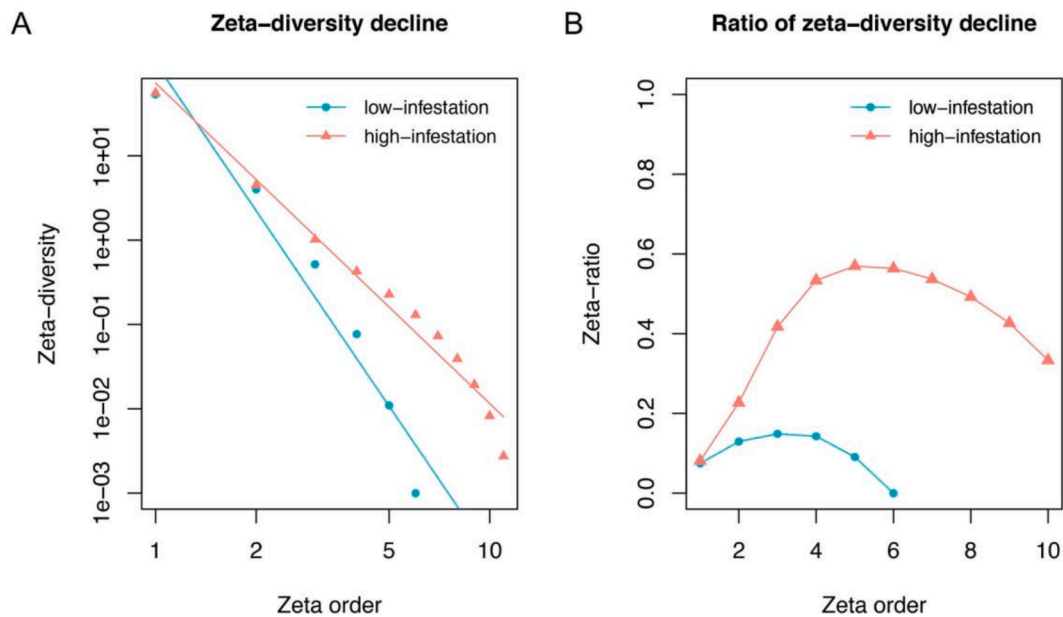 A
Zeta-diversity decline
low-infestation
high-infestation
Zeta-diversity
1e+01
1e+00
1e-01
1e-02
1e-03
1 2 5 10
Zeta order
B
Ratio of zeta-diversity decline
low-infestation
high-infestation
Zeta-ratio
1.0
0.8
0.6
0.4
0.2
0.0
2 4 6 8 10
Zeta order